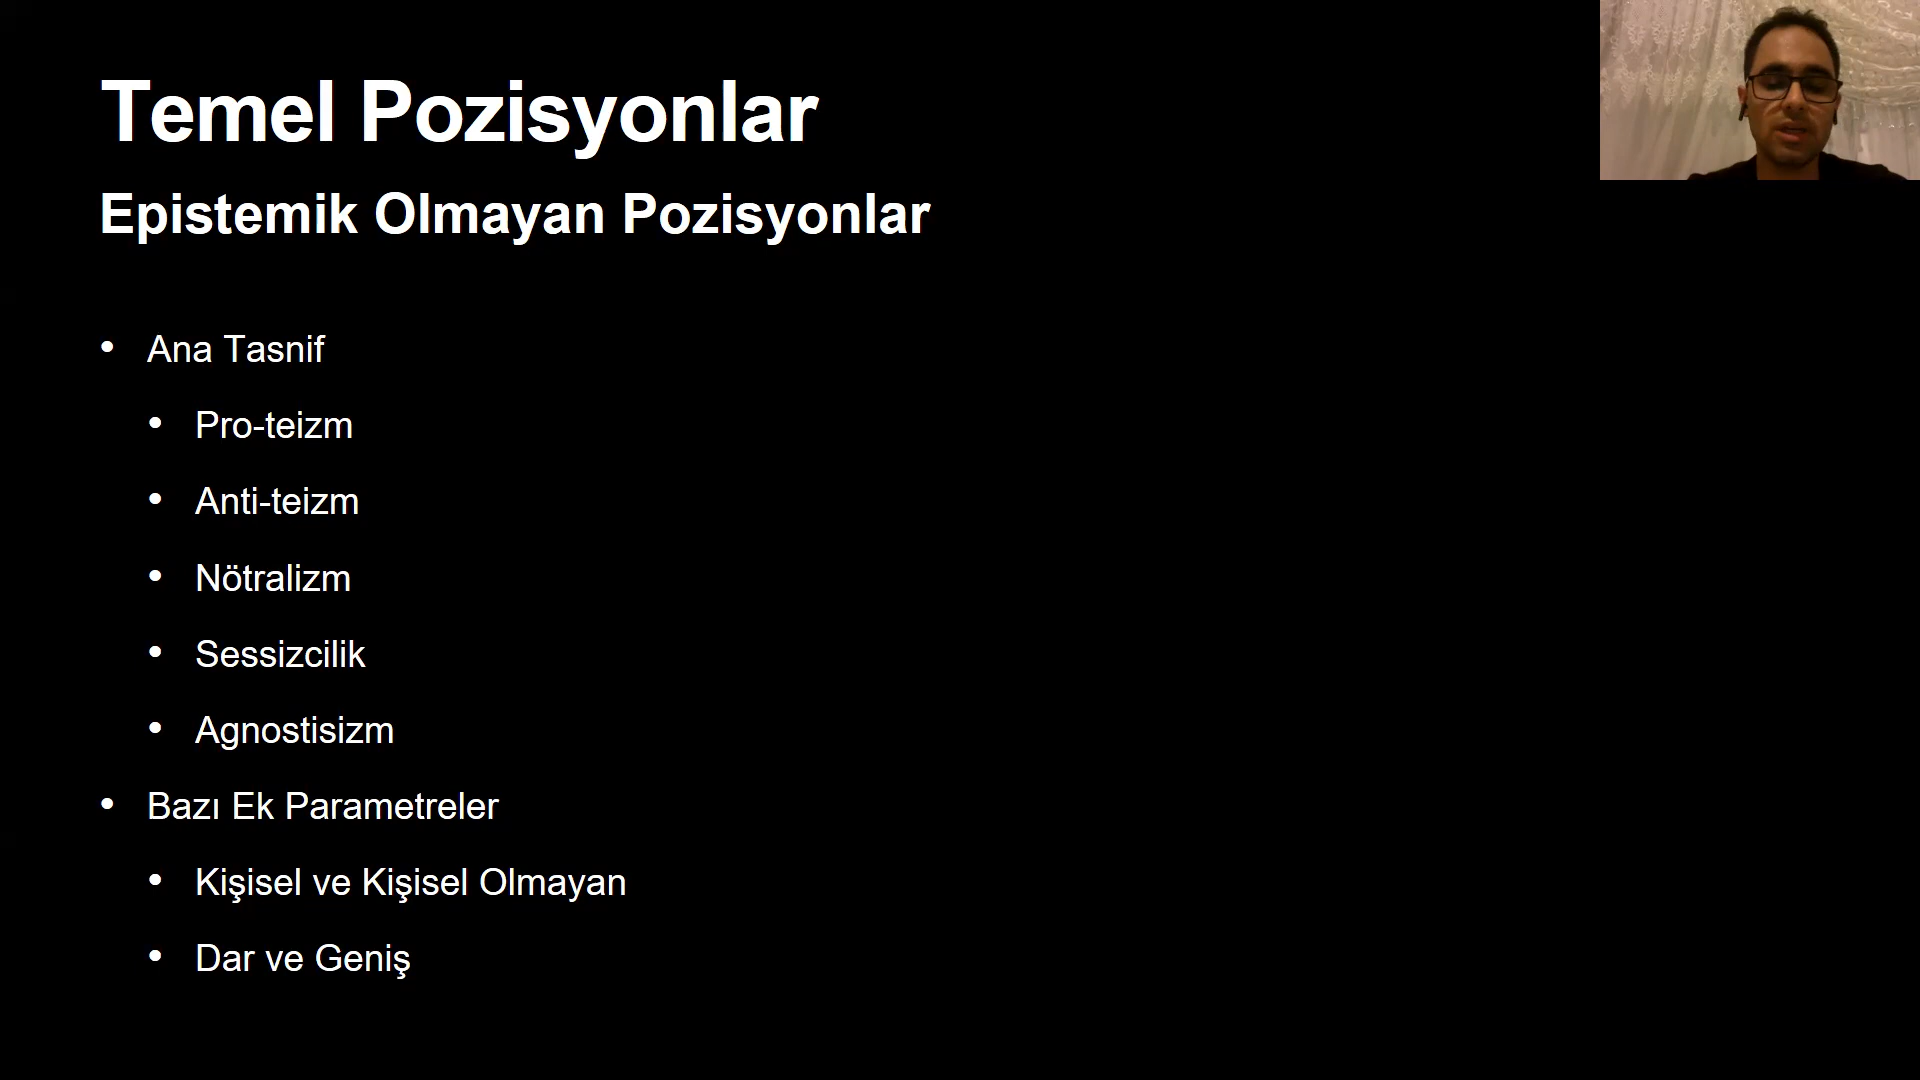 Temel Pozisyonlar
Epistemik Olmayan Pozisyonlar
• Ana Tasnif
• Pro-teizm
• Anti-teizm
• Nötralizm
• Sessizcilik
• Agnostisizm
• Bazı Ek Parametreler
• Kişisel ve Kişisel Olmayan
• Dar ve Geniş